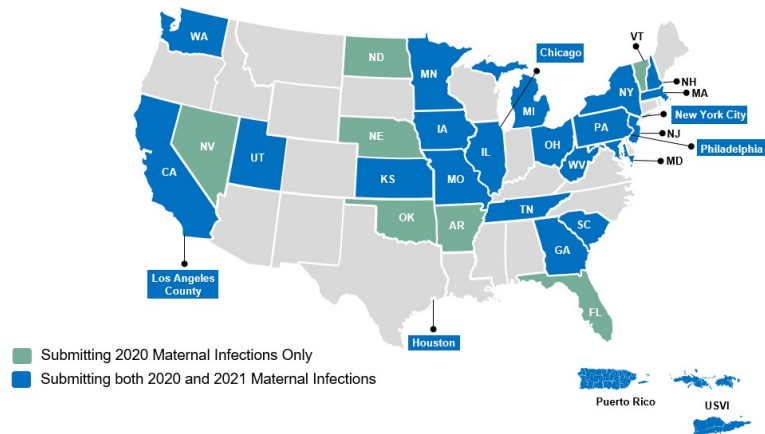 WA
ND
MN
VT
Chicago
NH
MA
NY
New York City
MI
NE
IA
PA
NJ
Philadelphia
NV
UT
IL
OH
MD
CA
KS
MO
WV
OK
AR
TN
SC
GA
Los Angeles
County
FL
Houston
Submitting 2020 Maternal Infections Only
Submitting both 2020 and 2021 Maternal Infections
Puerto Rico
USVI